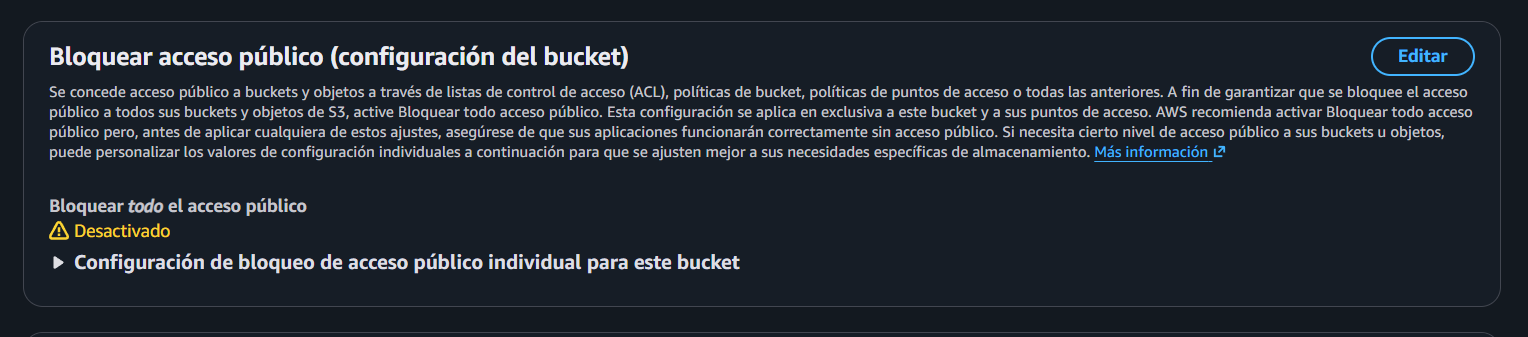 Bloquear acceso público (configuración del bucket)
Editar
Se concede acceso público a buckets y objetos a través de listas de control de acceso (ACL), políticas de bucket, políticas de puntos de acceso o todas las anteriores. A fin de garantizar que se bloquee el acceso
público a todos sus buckets y objetos de S3, active Bloquear todo acceso público. Esta configuración se aplica en exclusiva a este bucket y a sus puntos de acceso. AWS recomienda activar Bloquear todo acceso
público pero, antes de aplicar cualquiera de estos ajustes, asegúrese de que sus aplicaciones funcionarán correctamente sin acceso público. Si necesita cierto nivel de acceso público a sus buckets u objetos,
puede personalizar los valores de configuración individuales a continuación para que se ajusten mejor a sus necesidades específicas de almacenamiento. Más información
Bloquear todo el acceso público
Desactivado
Configuración de bloqueo de acceso público individual para este bucket